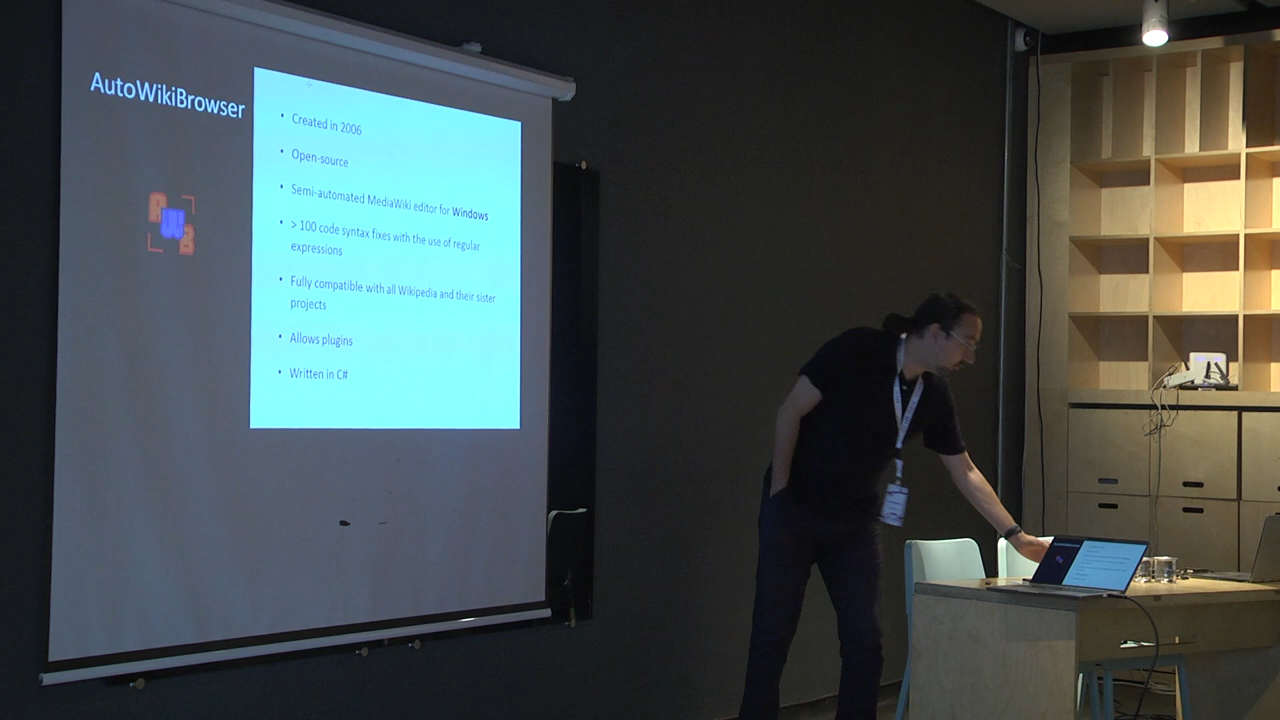 AutoWikiBrowser
AWB
• Created in 2006
• Open-source
• Semi-automated MediaWiki editor for Windows
• > 100 code syntax fixes with the use of regular
expressions
• Fully compatible with all Wikipedia and their sister
projects
• Allows plugins
• Written in C#